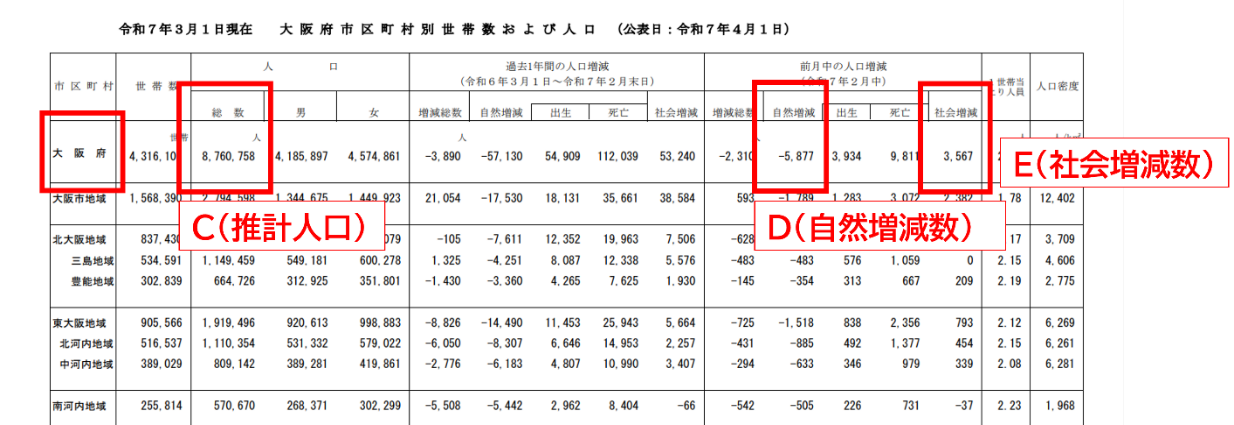 令和7年3月1日現在 大阪府市区町村別世帯数および人口 (公表日:令和7年4月1日)
市区町村 世帯数 人口 過去1年間の人口増減 (令和6年3月1日～令和7年2月末日) 前月中の人口増減 (令和7年2月中) 1世帯当たり人員 人口密度
総数 男 女 増減総数 自然増減 出生 死亡 社会増減 増減総数 自然増減 出生 死亡 社会増減
世帯 人 人 人
大阪府 4,316,10 8,760,758 4,185,897 4,574,861 -3,890 -57,130 54,909 112,039 53,240 -2,310 -5,877 3,934 9,811 3,567
E(社会増減数)
大阪市地域 1,568,390 2,794,598 1,344,675 1,449,923 21,054 -17,530 18,131 35,661 38,584 593 -1,789 1,283 3,072 2,382 1.78 12,402
C(推計人口)
D(自然増減数)
北大阪地域 837,430 079 -105 -7,611 12,352 19,963 7,506 -628 17 3,709
三島地域 534,591 1,149,459 549,181 600,278 1,325 -4,251 8,087 12,338 5,576 -483 -483 576 1,059 0 2.15 4,606
豊能地域 302,839 664,726 312,925 351,801 -1,430 -3,360 4,265 7,625 1,930 -145 -354 313 667 209 2.19 2,775
東大阪地域 905,566 1,919,496 920,613 998,883 -8,826 -14,490 11,453 25,943 5,664 -725 -1,518 838 2,356 793 2.12 6,269
北河内地域 516,537 1,110,354 531,332 579,022 -6,050 -8,307 6,646 14,953 2,257 -431 -885 492 1,377 454 2.15 6,261
中河内地域 389,029 809,142 389,281 419,861 -2,776 -6,183 4,807 10,990 3,407 -294 -633 346 979 339 2.08 6,281
南河内地域 255,814 570,670 268,371 302,299 -5,508 -5,442 2,962 8,404 -66 -542 -505 226 731 -37 2.23 1,968